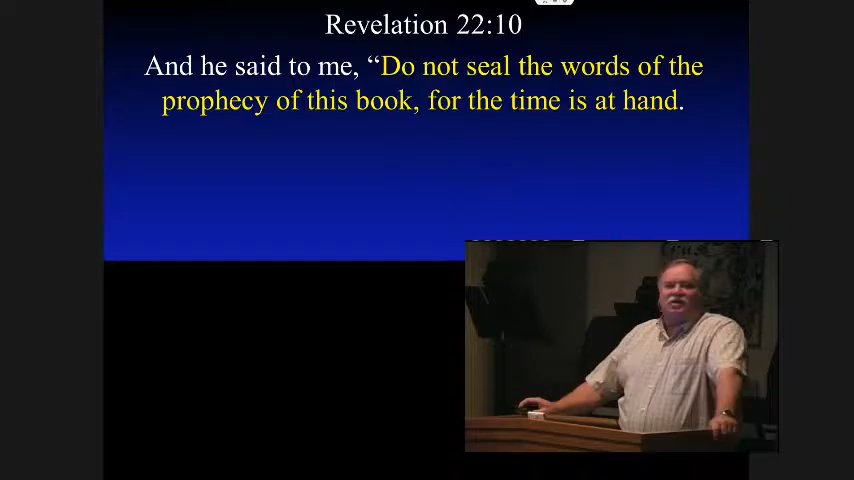 Revelation 22:10
And he said to me, “Do not seal the words of the
prophecy of this book, for the time is at hand.